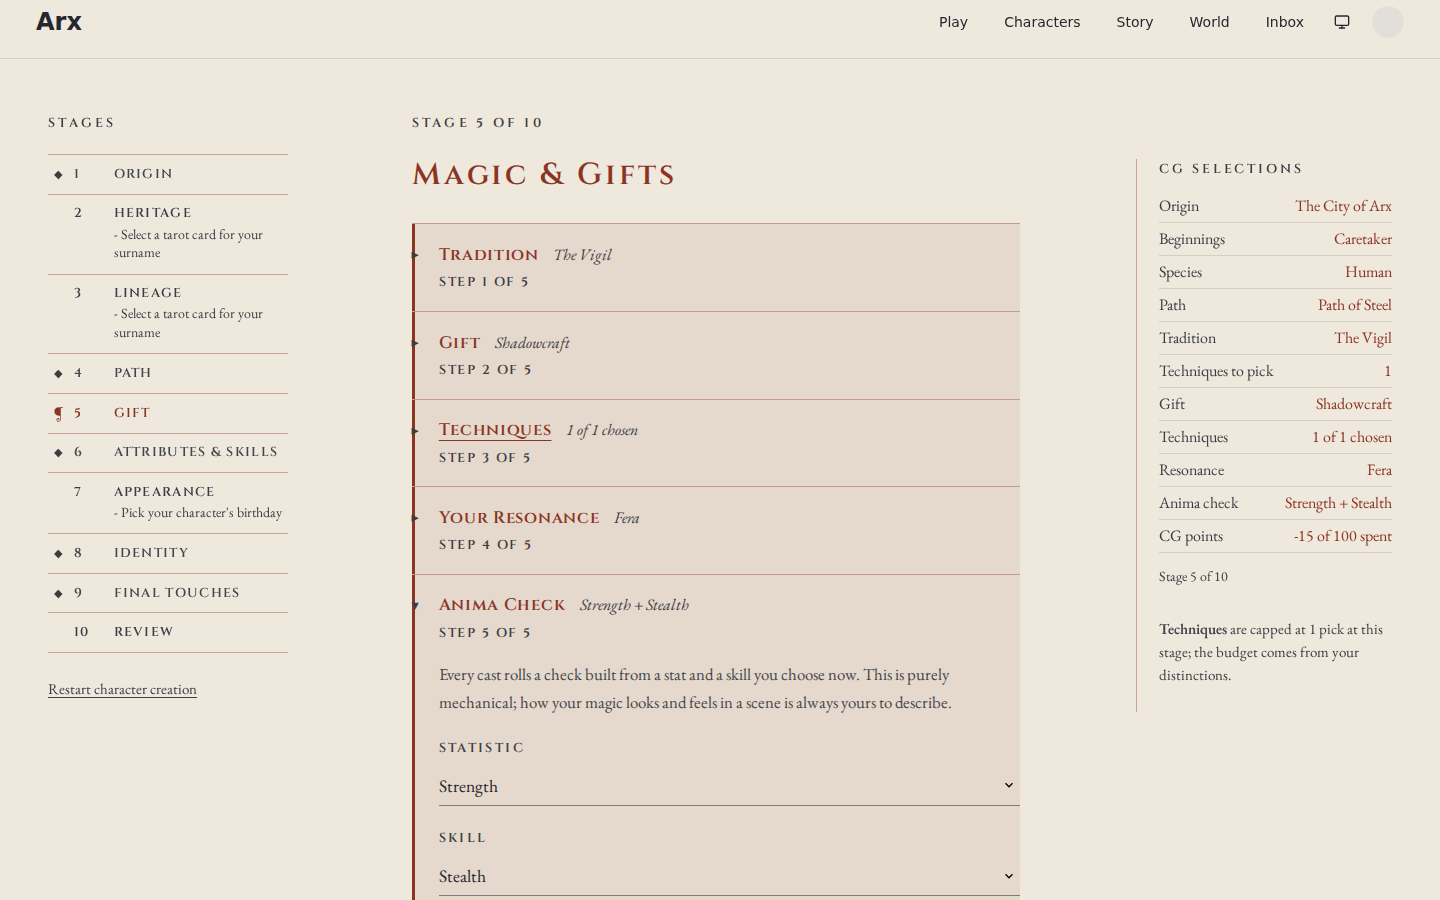 Arx
Play
Characters
Story
World
Inbox
STAGES
◆ 1 ORIGIN
2 HERITAGE
- Select a tarot card for your
surname
3 LINEAGE
- Select a tarot card for your
surname
◆ 4 PATH
¶ 5 GIFT
◆ 6 ATTRIBUTES & SKILLS
7 APPEARANCE
- Pick your character's birthday
◆ 8 IDENTITY
◆ 9 FINAL TOUCHES
10 REVIEW
Restart character creation
STAGE 5 OF 10
MAGIC & GIFTS
TRADITION The Vigil
STEP 1 OF 5
GIFT Shadowcraft
STEP 2 OF 5
TECHNIQUES 1 of 1 chosen
STEP 3 OF 5
YOUR RESONANCE Fera
STEP 4 OF 5
ANIMA CHECK Strength + Stealth
STEP 5 OF 5
Every cast rolls a check built from a stat and a skill you choose now. This is purely
mechanical; how your magic looks and feels in a scene is always yours to describe.
STATISTIC
Strength
SKILL
Stealth
CG SELECTIONS
Origin The City of Arx
Beginnings Caretaker
Species Human
Path Path of Steel
Tradition The Vigil
Techniques to pick 1
Gift Shadowcraft
Techniques 1 of 1 chosen
Resonance Fera
Anima check Strength + Stealth
CG points -15 of 100 spent
Stage 5 of 10
Techniques are capped at 1 pick at this
stage; the budget comes from your
distinctions.